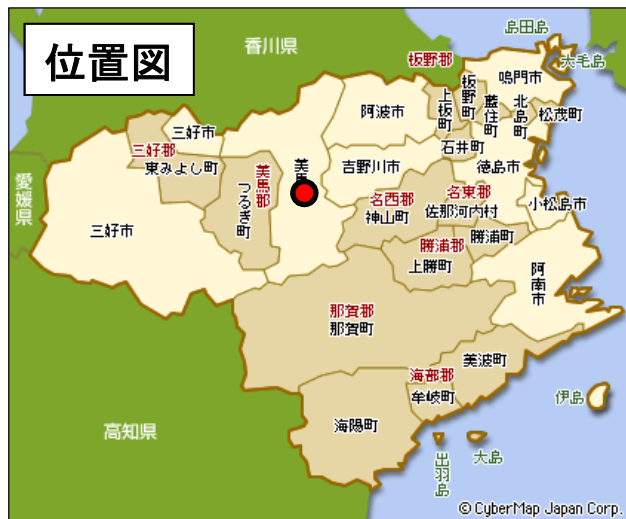 位置図
香川県
島田島
大毛島
板野郡
鳴門市
板野町
上板町
藍住町
北島町
松茂町
阿波市
三好市
三好郡
東みよし町
石井町
吉野川市
徳島市
美馬
美馬郡
つるぎ町
愛媛県
名西郡
神山町
名東郡
佐那河内村
小松島市
三好市
勝浦郡
勝浦町
上勝町
阿南市
那賀郡
那賀町
美波町
海部郡
牟岐町
伊島
海陽町
高知県
出羽島
大島
© CyberMap Japan Corp.